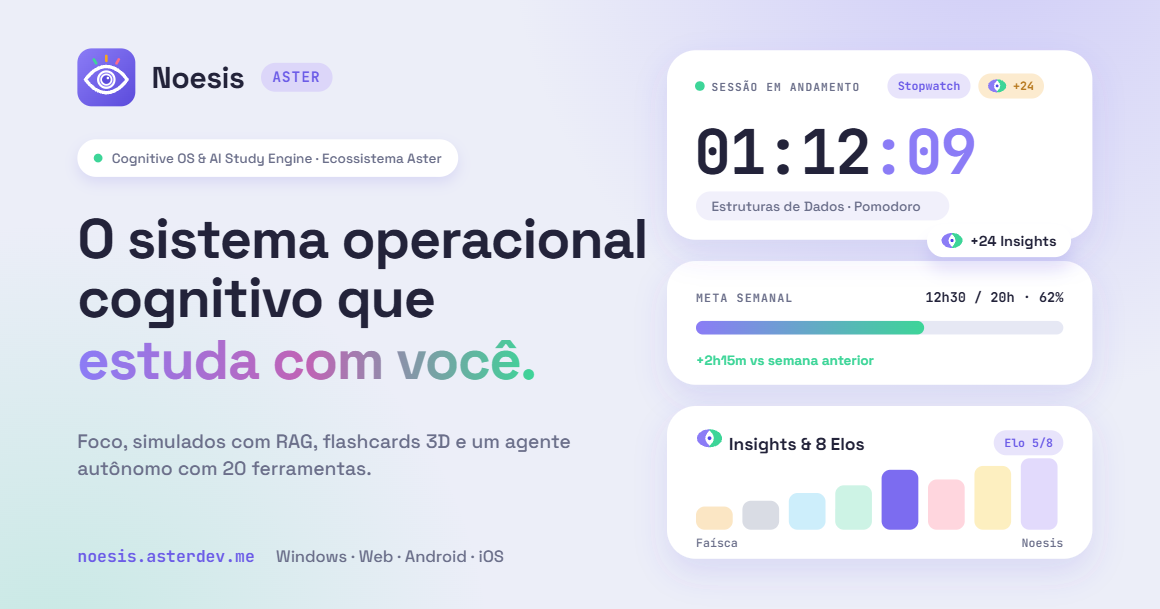 Noesis ASTER
Cognitive OS & AI Study Engine · Ecossistema Aster
O sistema operacional
cognitivo que
estuda com você.
Foco, simulados com RAG, flashcards 3D e um agente
autônomo com 20 ferramentas.
noesis.asterdev.me Windows · Web · Android · iOS
SESSÃO EM ANDAMENTO Stopwatch +24
01:12:09
Estruturas de Dados · Pomodoro
+24 Insights
META SEMANAL 12h30 / 20h · 62%
+2h15m vs semana anterior
Insights & 8 Elos Elo 5/8
Faísca Noesis